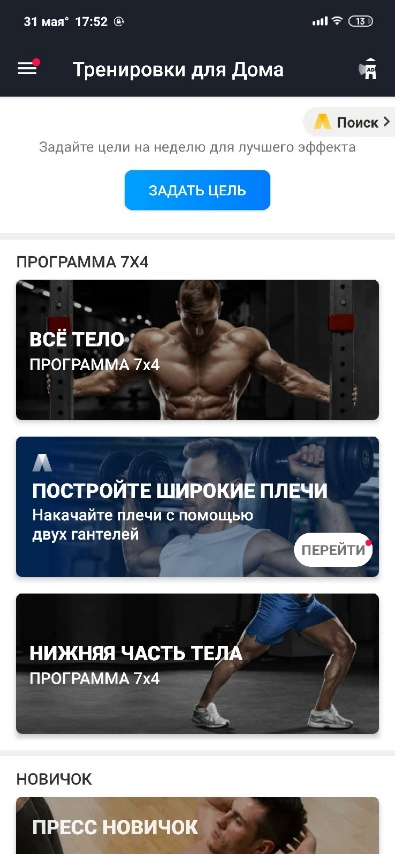 31 мая° 17:52
13
Тренировки для Дома
Поиск
Задайте цели на неделю для лучшего эффекта
ЗАДАТЬ ЦЕЛЬ
ПРОГРАММА 7X4
ВСЁ ТЕЛО
ПРОГРАММА 7x4
ПОСТРОЙТЕ ШИРОКИЕ ПЛЕЧИ
Накачайте плечи с помощью
двух гантелей
ПЕРЕЙТИ
НИЖНЯЯ ЧАСТЬ ТЕЛА
ПРОГРАММА 7x4
НОВИЧОК
ПРЕСС НОВИЧОК